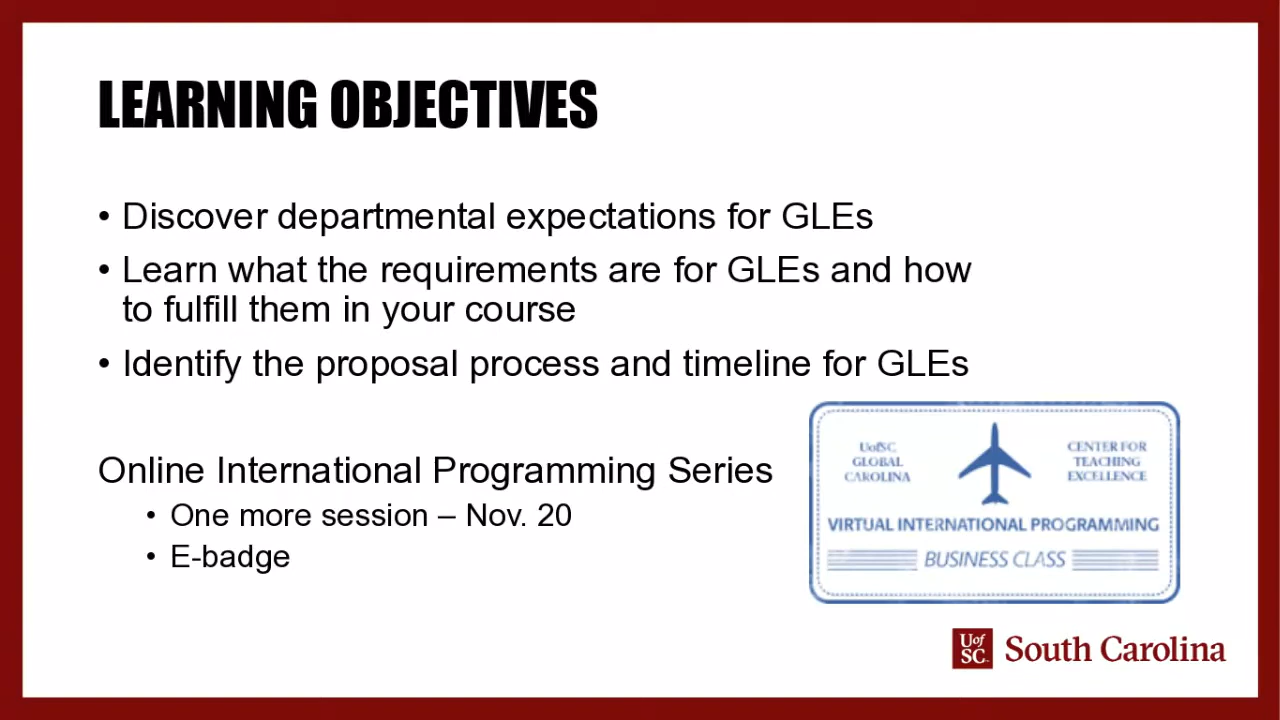 LEARNING OBJECTIVES
• Discover departmental expectations for GLEs
• Learn what the requirements are for GLEs and how
to fulfill them in your course
• Identify the proposal process and timeline for GLEs
Online International Programming Series
• One more session – Nov. 20
• E-badge
UofSC
GLOBAL
CAROLINA
CENTER FOR
TEACHING
EXCELLENCE
VIRTUAL INTERNATIONAL PROGRAMMING
BUSINESS CLASS
UofSC
South Carolina